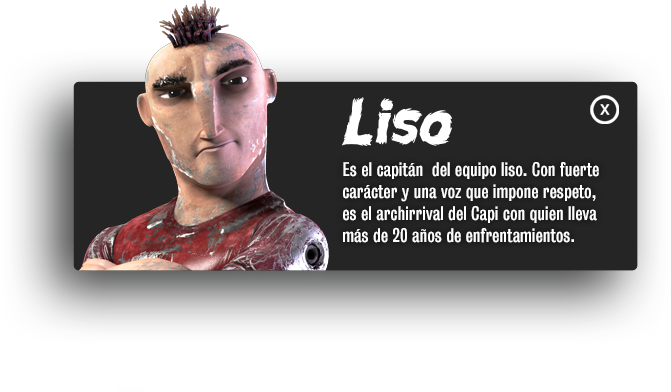 Liso
X
Es el capitán del equipo liso. Con fuerte
carácter y una voz que impone respeto,
es el archirrival del Capi con quien lleva
más de 20 años de enfrentamientos.